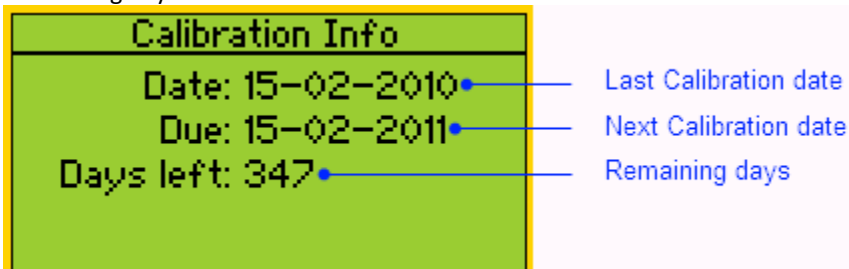 Calibration Info
Date: 15-02-2010 Last Calibration date
Due: 15-02-2011 Next Calibration date
Days left: 347 Remaining days